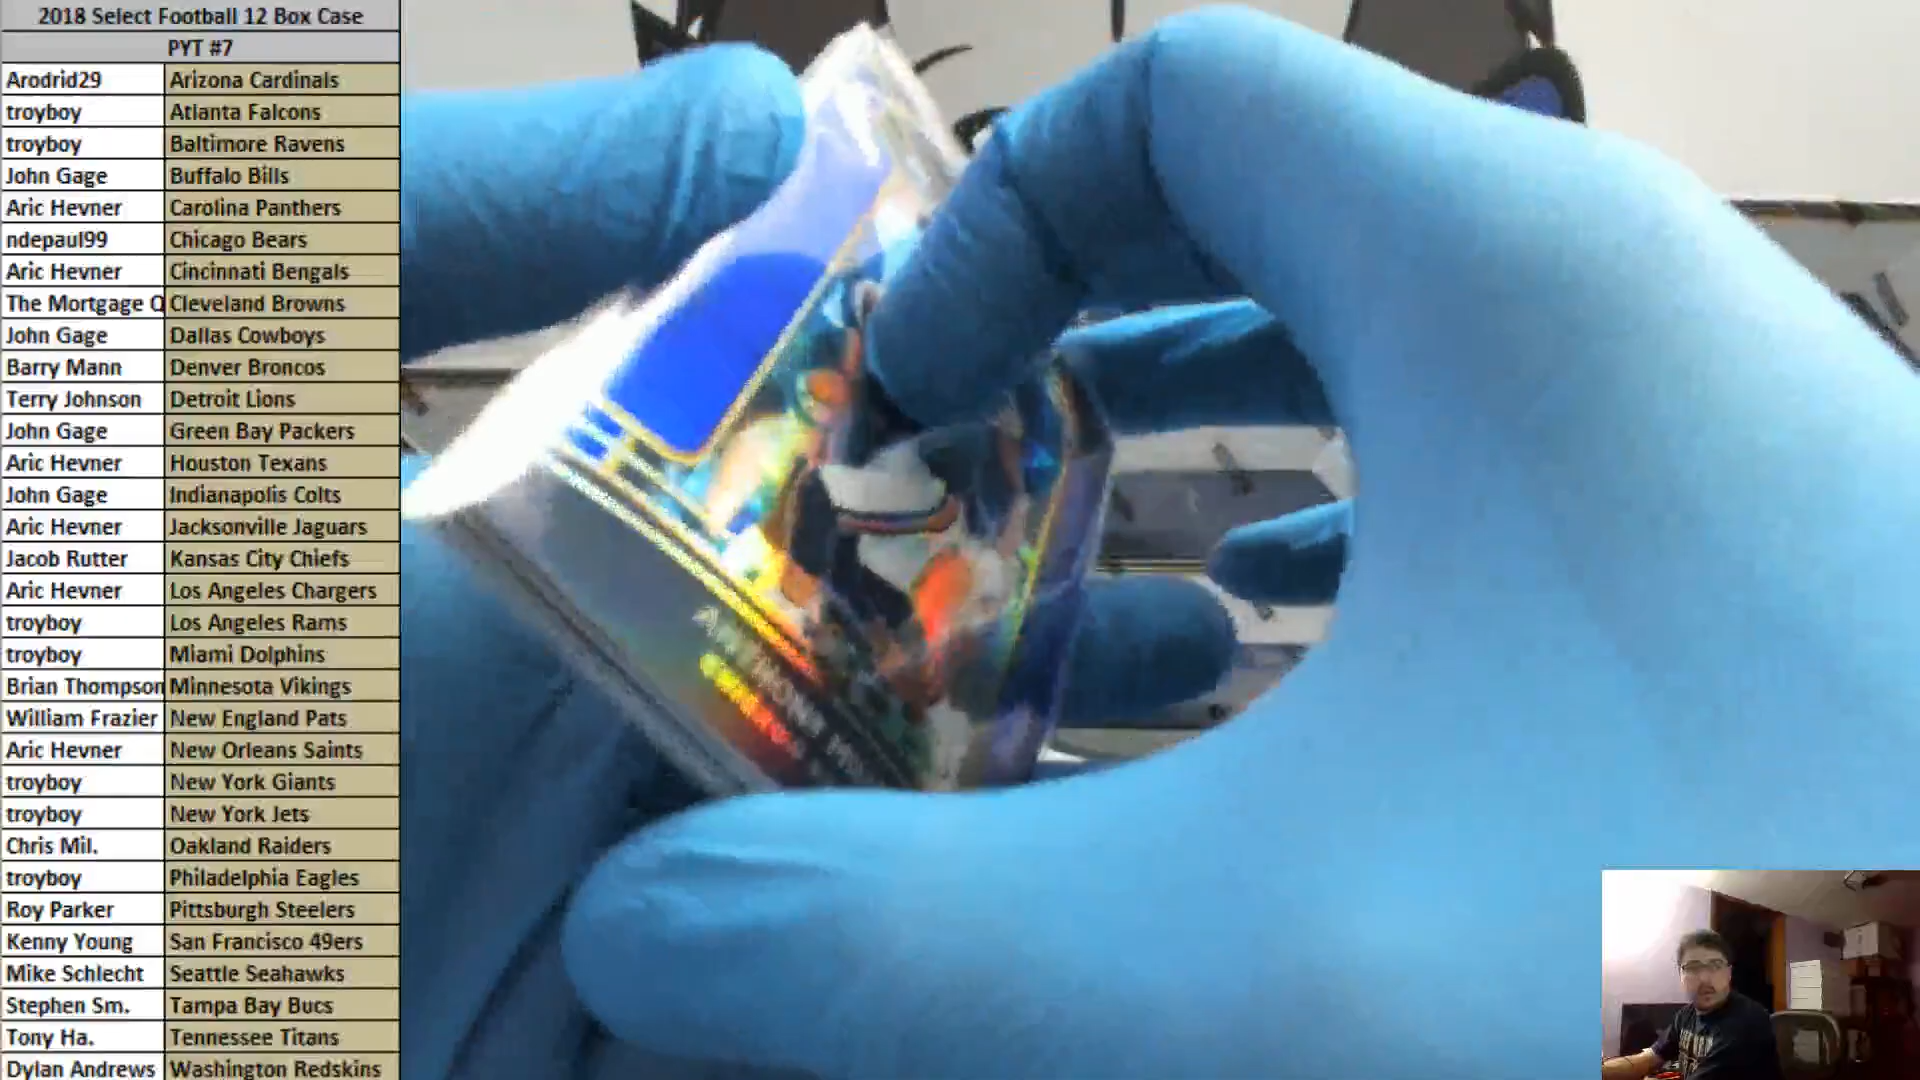 2018 Select Football 12 Box Case
PYT #7
Arodrid29 Arizona Cardinals
troyboy Atlanta Falcons
troyboy Baltimore Ravens
John Gage Buffalo Bills
Aric Hevner Carolina Panthers
ndepaul99 Chicago Bears
Aric Hevner Cincinnati Bengals
The Mortgage Q Cleveland Browns
John Gage Dallas Cowboys
Barry Mann Denver Broncos
Terry Johnson Detroit Lions
John Gage Green Bay Packers
Aric Hevner Houston Texans
John Gage Indianapolis Colts
Aric Hevner Jacksonville Jaguars
Jacob Rutter Kansas City Chiefs
Aric Hevner Los Angeles Chargers
troyboy Los Angeles Rams
troyboy Miami Dolphins
Brian Thompson Minnesota Vikings
William Frazier New England Pats
Aric Hevner New Orleans Saints
troyboy New York Giants
troyboy New York Jets
Chris Mil. Oakland Raiders
troyboy Philadelphia Eagles
Roy Parker Pittsburgh Steelers
Kenny Young San Francisco 49ers
Mike Schlecht Seattle Seahawks
Stephen Sm. Tampa Bay Bucs
Tony Ha. Tennessee Titans
Dylan Andrews Washington Redskins
ANTHONY